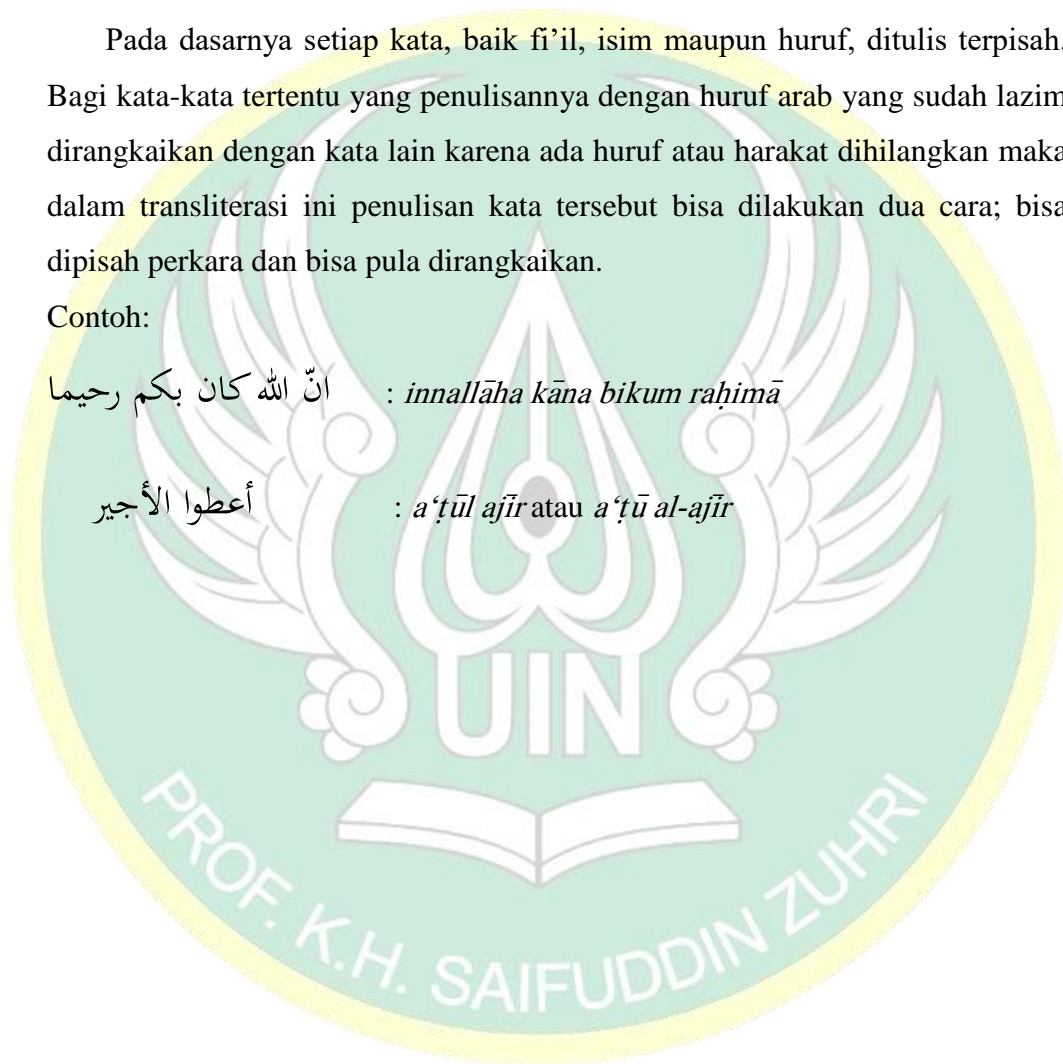 Pada dasarnya setiap kata, baik fi’il, isim maupun huruf, ditulis terpisah.
Bagi kata-kata tertentu yang penulisannya dengan huruf arab yang sudah lazim
dirangkaikan dengan kata lain karena ada huruf atau harakat dihilangkan maka
dalam transliterasi ini penulisan kata tersebut bisa dilakukan dua cara; bisa
dipisah perkara dan bisa pula dirangkaikan.
Contoh:
انّ الله كان بكم رحيما : innallāha kāna bikum raḥimā
أعطوا الأجير : a‘ṭūl ajīr atau a‘ṭū al-ajīr
UIN
PROF. K.H. SAIFUDDIN ZUHRI